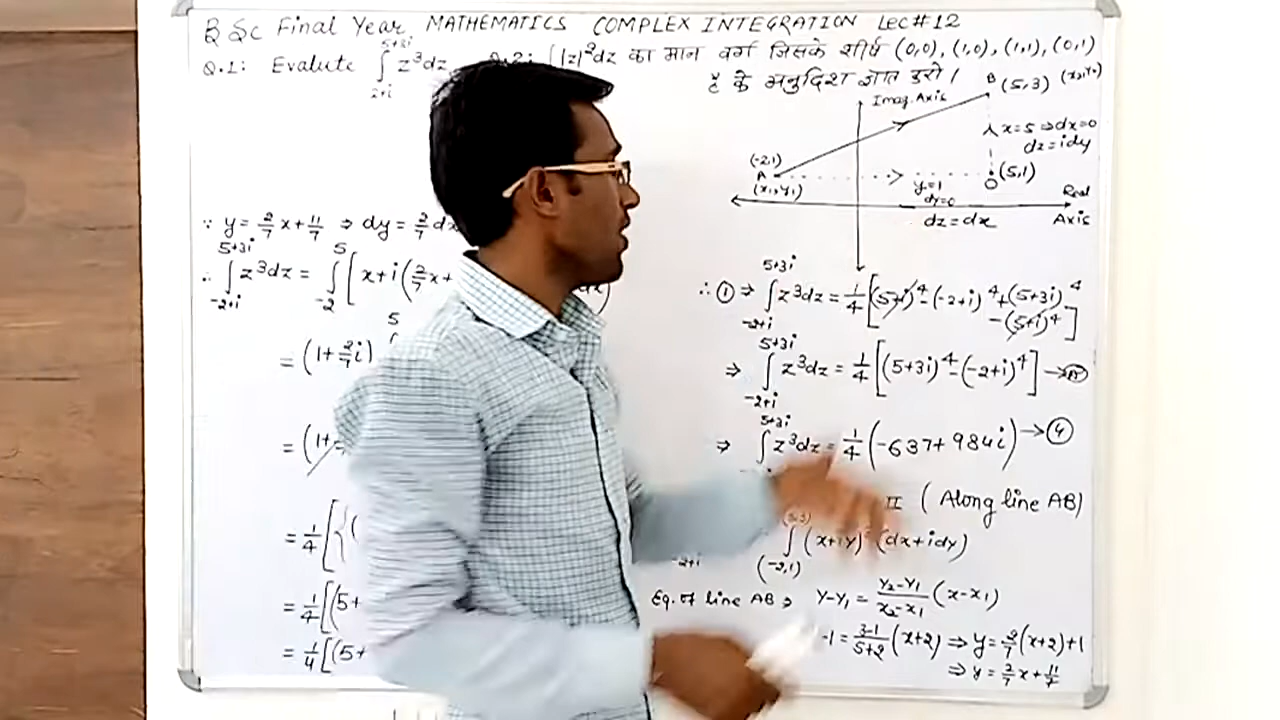 B Sc Final Year MATHEMATICS COMPLEX INTEGRATION Lec#12
Q.1: Evalute ∫_{2+i}^{5+3i} z³dz
∫|z|²dz का मान वर्ग जिसके शीर्ष (0,0), (1,0), (1,1), (0,1)
है के अनुदिश ज्ञात करो।
Imag. Axis
B (5,3) (x₂,y₂)
x=5 ⇒ dx=0
dz=idy
(-2,1)
A
(x₁,y₁)
(5,1)
y=1
dy=0
dz=dx
Real
Axis
∵ y = 2/7 x + 11/7 ⇒ dy = 2/7 dx
∴ ∫_{-2+i}^{5+3i} z³dz = ∫_{-2}^{5} [x+i(2/7 x+
= (1+2/7 i)
= (1+
= 1/4 [{(
= 1/4 [(5+
= 1/4 [(5+
∴ ① ⇒ ∫_{-2+i}^{5+3i} z³dz = 1/4 [(5+i)⁴-(-2+i)⁴+(5+3i)⁴
-(5+i)⁴]
⇒ ∫_{-2+i}^{5+3i} z³dz = 1/4 [(5+3i)⁴-(-2+i)⁴] →
⇒ ∫^{5+3i} z³dz = 1/4 (-637+984i) → ④
II (Along line AB)
-2+i
∫_{(-2,1)} (x+iy) (dx+idy)
Eq. of line AB ⇒ y-y₁ = (y₂-y₁)/(x₂-x₁) (x-x₁)
-1 = (3-1)/(5+2) (x+2) ⇒ y = 2/7 (x+2)+1
⇒ y = 2/7 x + 11/7